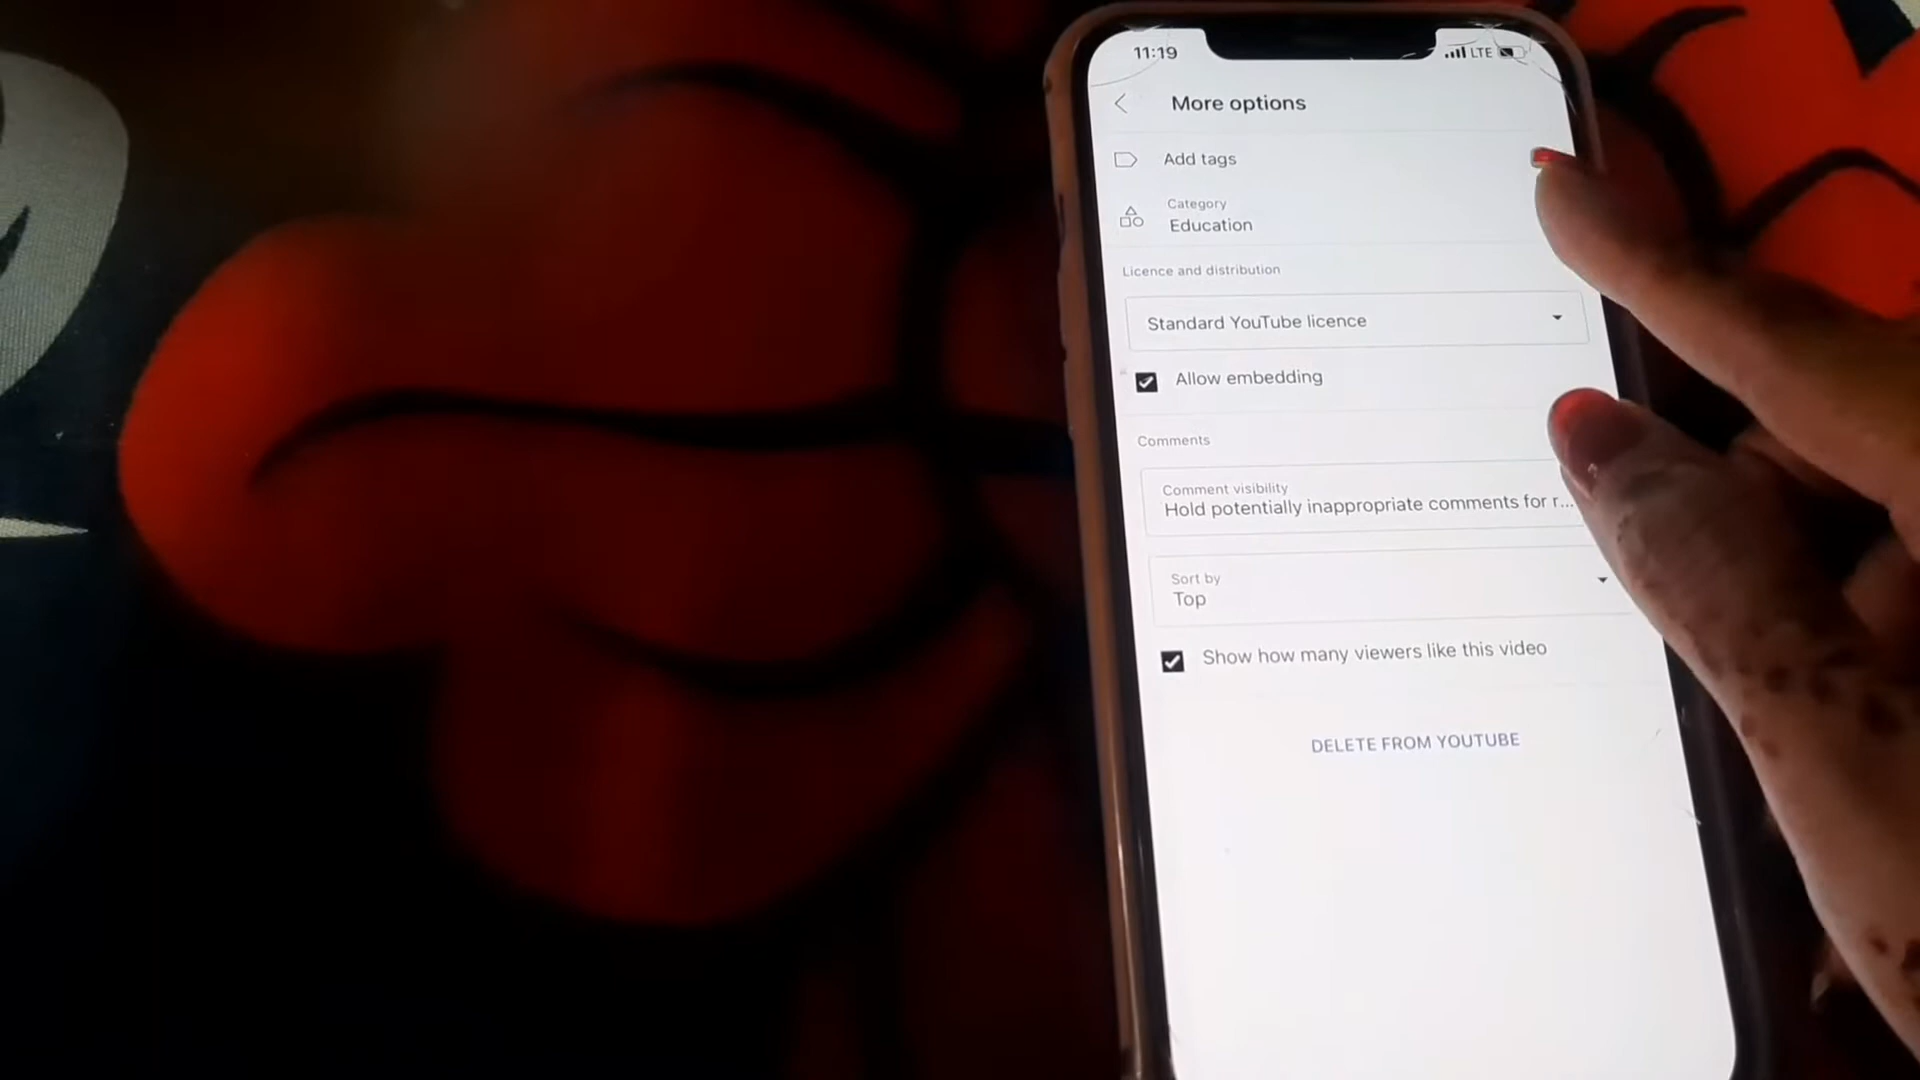 11:19
LTE
More options
Add tags
Category
Education
Licence and distribution
Standard YouTube licence
Allow embedding
Comments
Comment visibility
Hold potentially inappropriate comments for r...
Sort by
Top
Show how many viewers like this video
DELETE FROM YOUTUBE